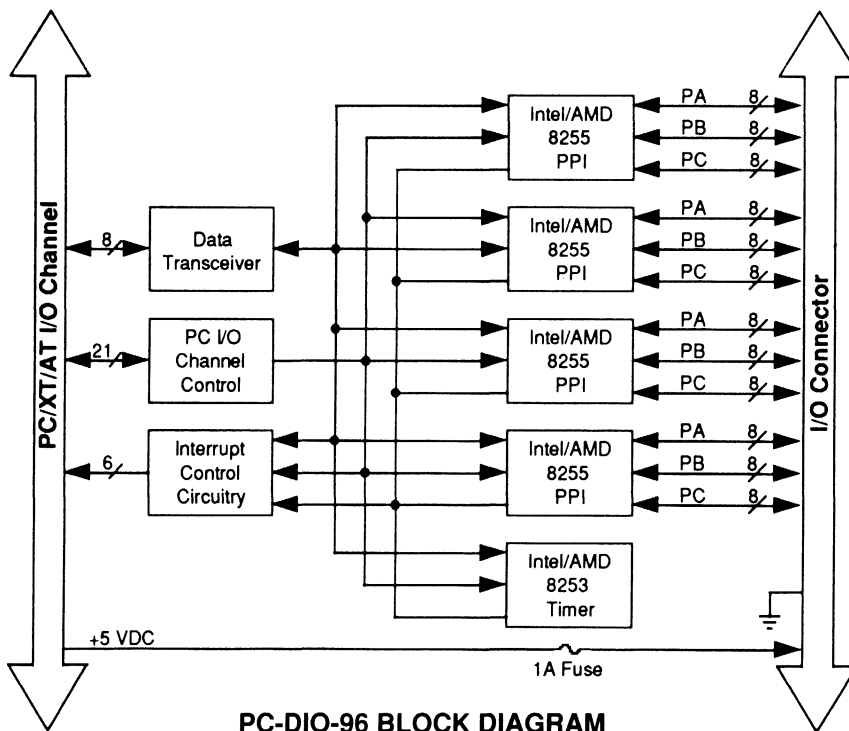 PC/XT/AT I/O Channel
I/O Connector
Intel/AMD
8255
PPI
PA 8
PB 8
PC 8
Intel/AMD
8255
PPI
PA 8
PB 8
PC 8
8
Data
Transceiver
Intel/AMD
8255
PPI
PA 8
PB 8
PC 8
21
PC I/O
Channel
Control
Intel/AMD
8255
PPI
PA 8
PB 8
PC 8
6
Interrupt
Control
Circuitry
Intel/AMD
8253
Timer
+5 VDC
1A Fuse
PC-DIO-96 BLOCK DIAGRAM